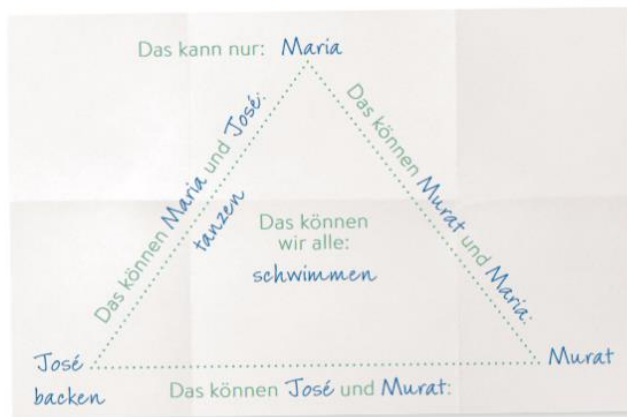 Das kann nur: Maria
Das können Maria und José:
tanzen
Das können Murat und Maria:
Das können
wir alle:
schwimmen
José
backen
Murat
Das können José und Murat: